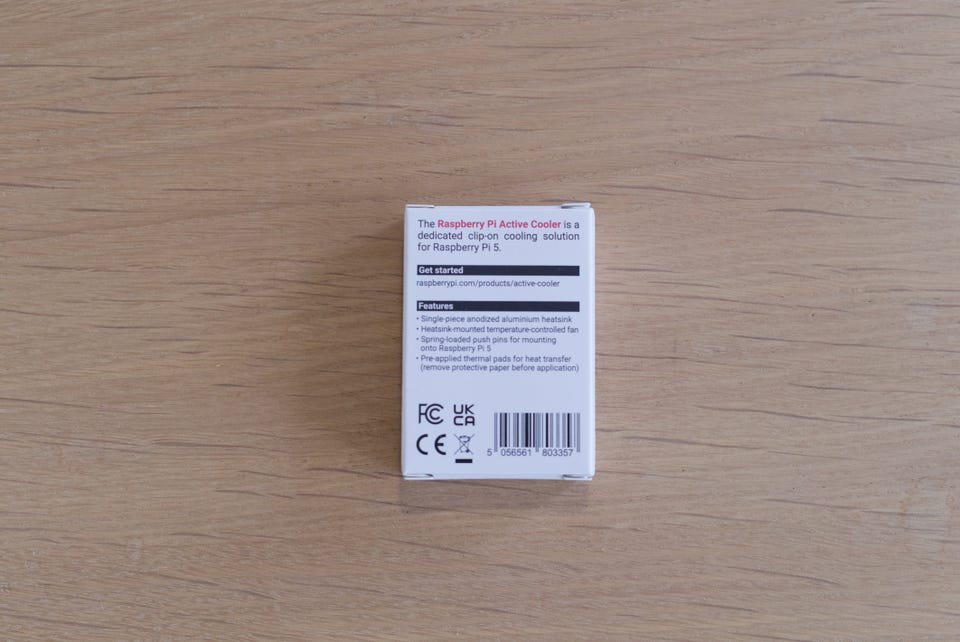 The Raspberry Pi Active Cooler is a
dedicated clip-on cooling solution
for Raspberry Pi 5.
Get started
raspberrypi.com/products/active-cooler
Features
• Single-piece anodized aluminium heatsink
• Heatsink-mounted temperature-controlled fan
• Spring-loaded push pins for mounting
onto Raspberry Pi 5
• Pre-applied thermal pads for heat transfer
(remove protective paper before application)
FC
UK
CA
CE
5 056561 803357